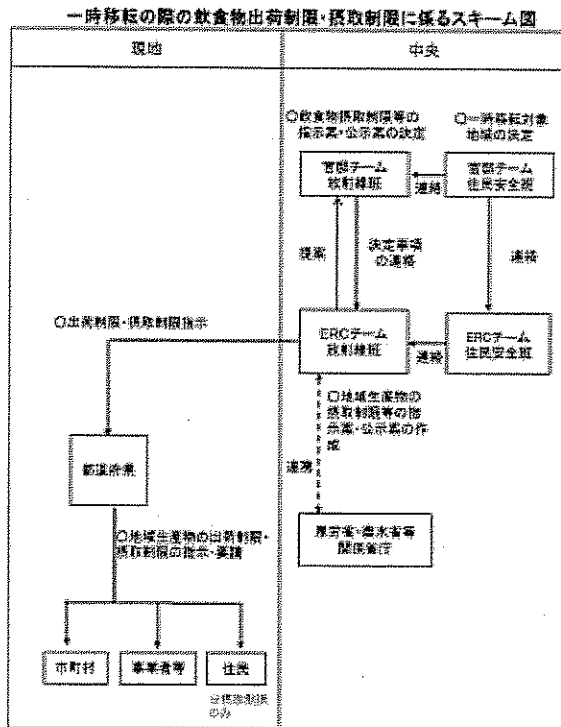 一時移転の際の飲食物出荷制限・摂取制限に係るスキーム図
現地
中央
○飲食物摂取制限等の
指示案・公示案の決定
○一時移転対象
地域の決定
官邸チーム
放射線班
連絡
官邸チーム
住民安全班
提案
決定事項
の連絡
連絡
○出荷制限・摂取制限指示
ERCチーム
放射線班
連絡
ERCチーム
住民安全班
○地域生産物の
摂取制限等の指
示案・公示案の作
成
都道府県
連携
○地域生産物の出荷制限・
摂取制限の指示・要請
厚労省・農水省等
関係省庁
市町村
事業者等
住民
摂取制限
のみ